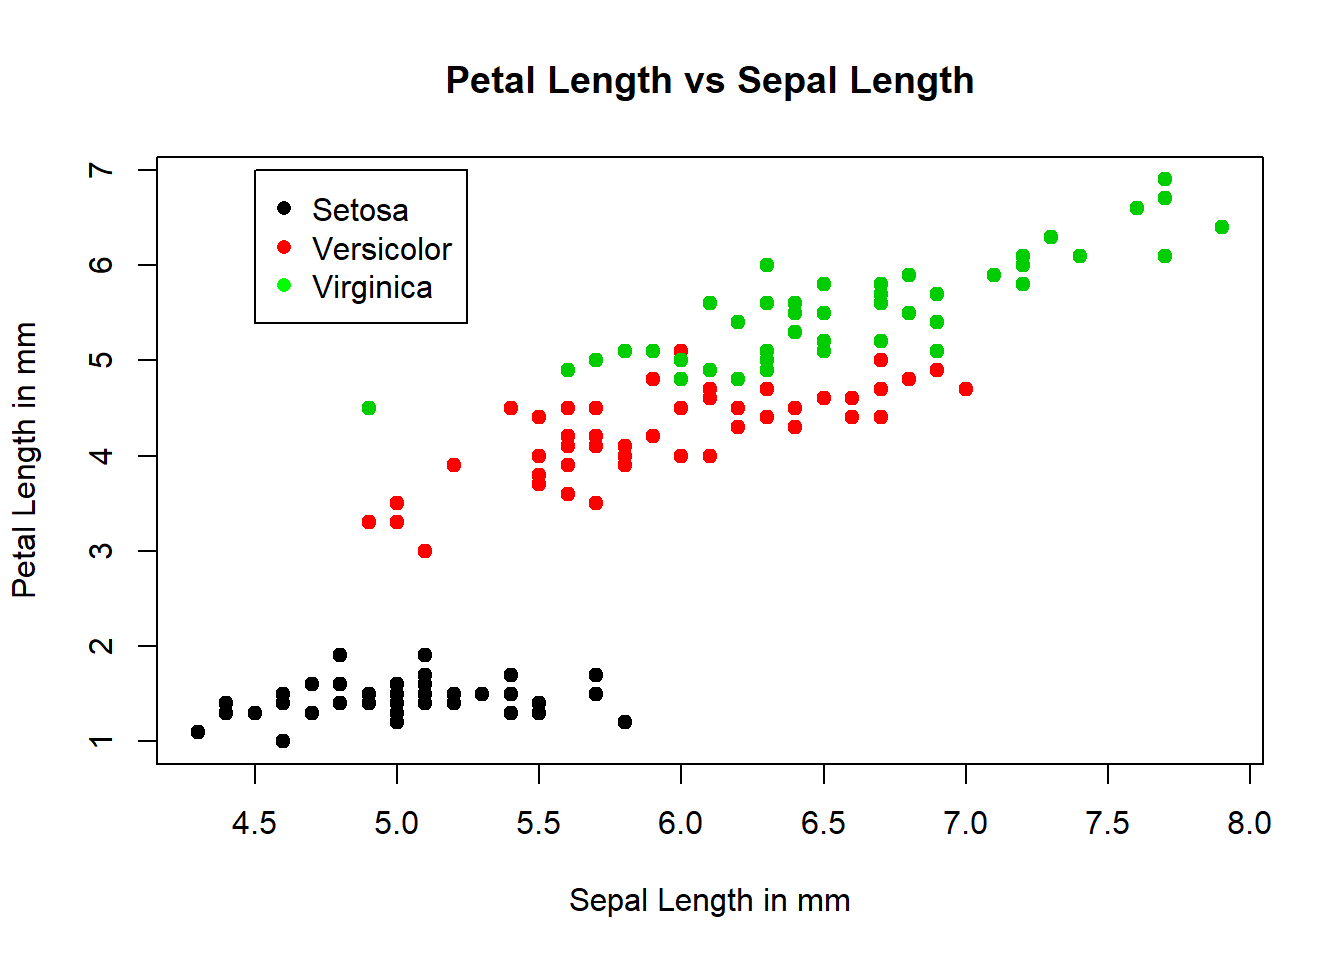 Petal Length vs Sepal Length
Setosa
Versicolor
Virginica
Petal Length in mm
7
6
5
4
3
2
1
4.5 5.0 5.5 6.0 6.5 7.0 7.5 8.0
Sepal Length in mm